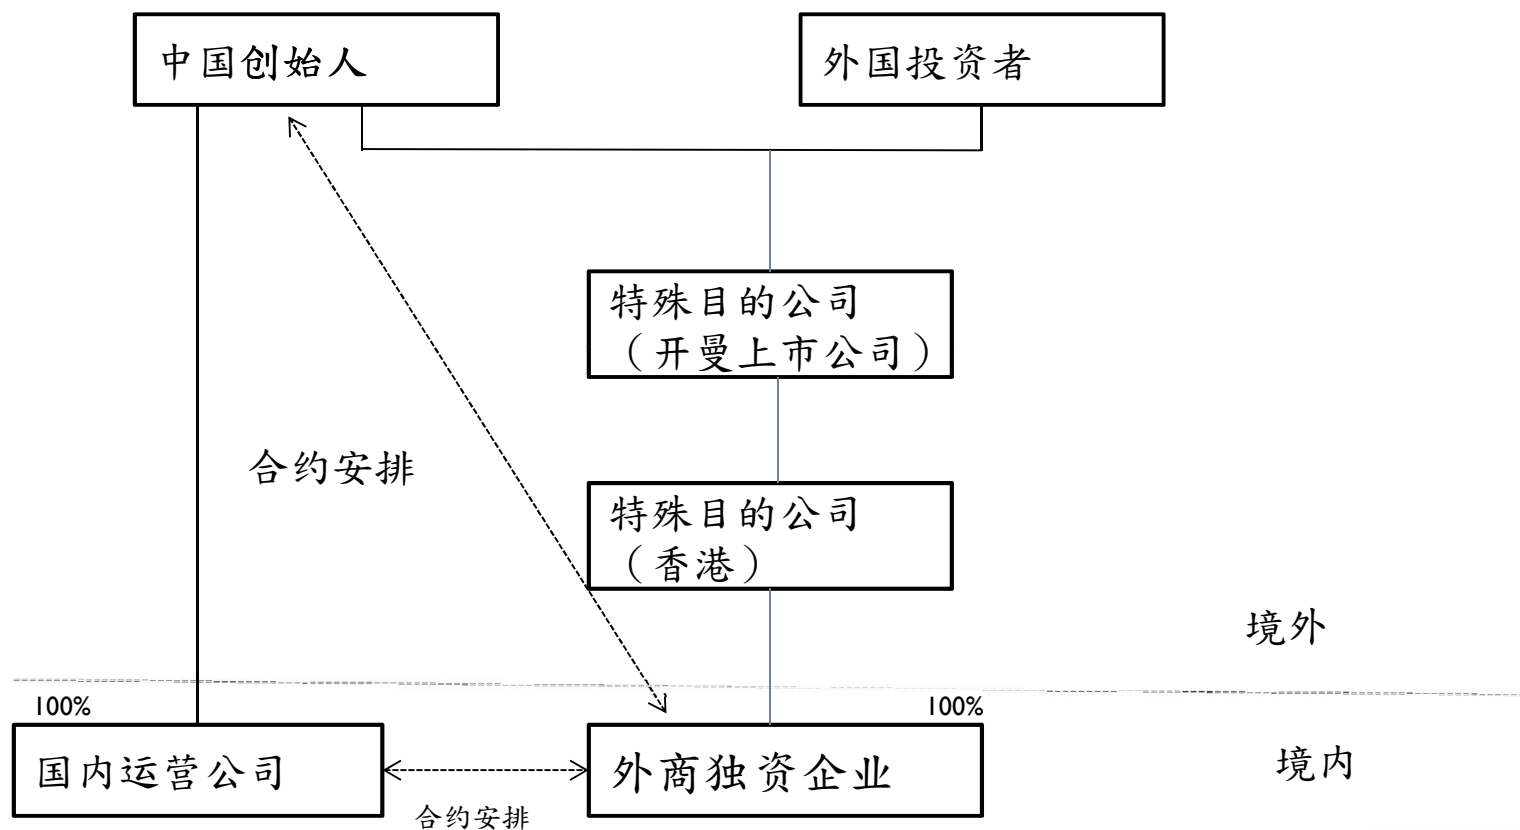 中国创始人
外国投资者
特殊目的公司
（开曼上市公司）
合约安排
特殊目的公司
（香港）
境外
100%
100%
国内运营公司
外商独资企业
境内
合约安排